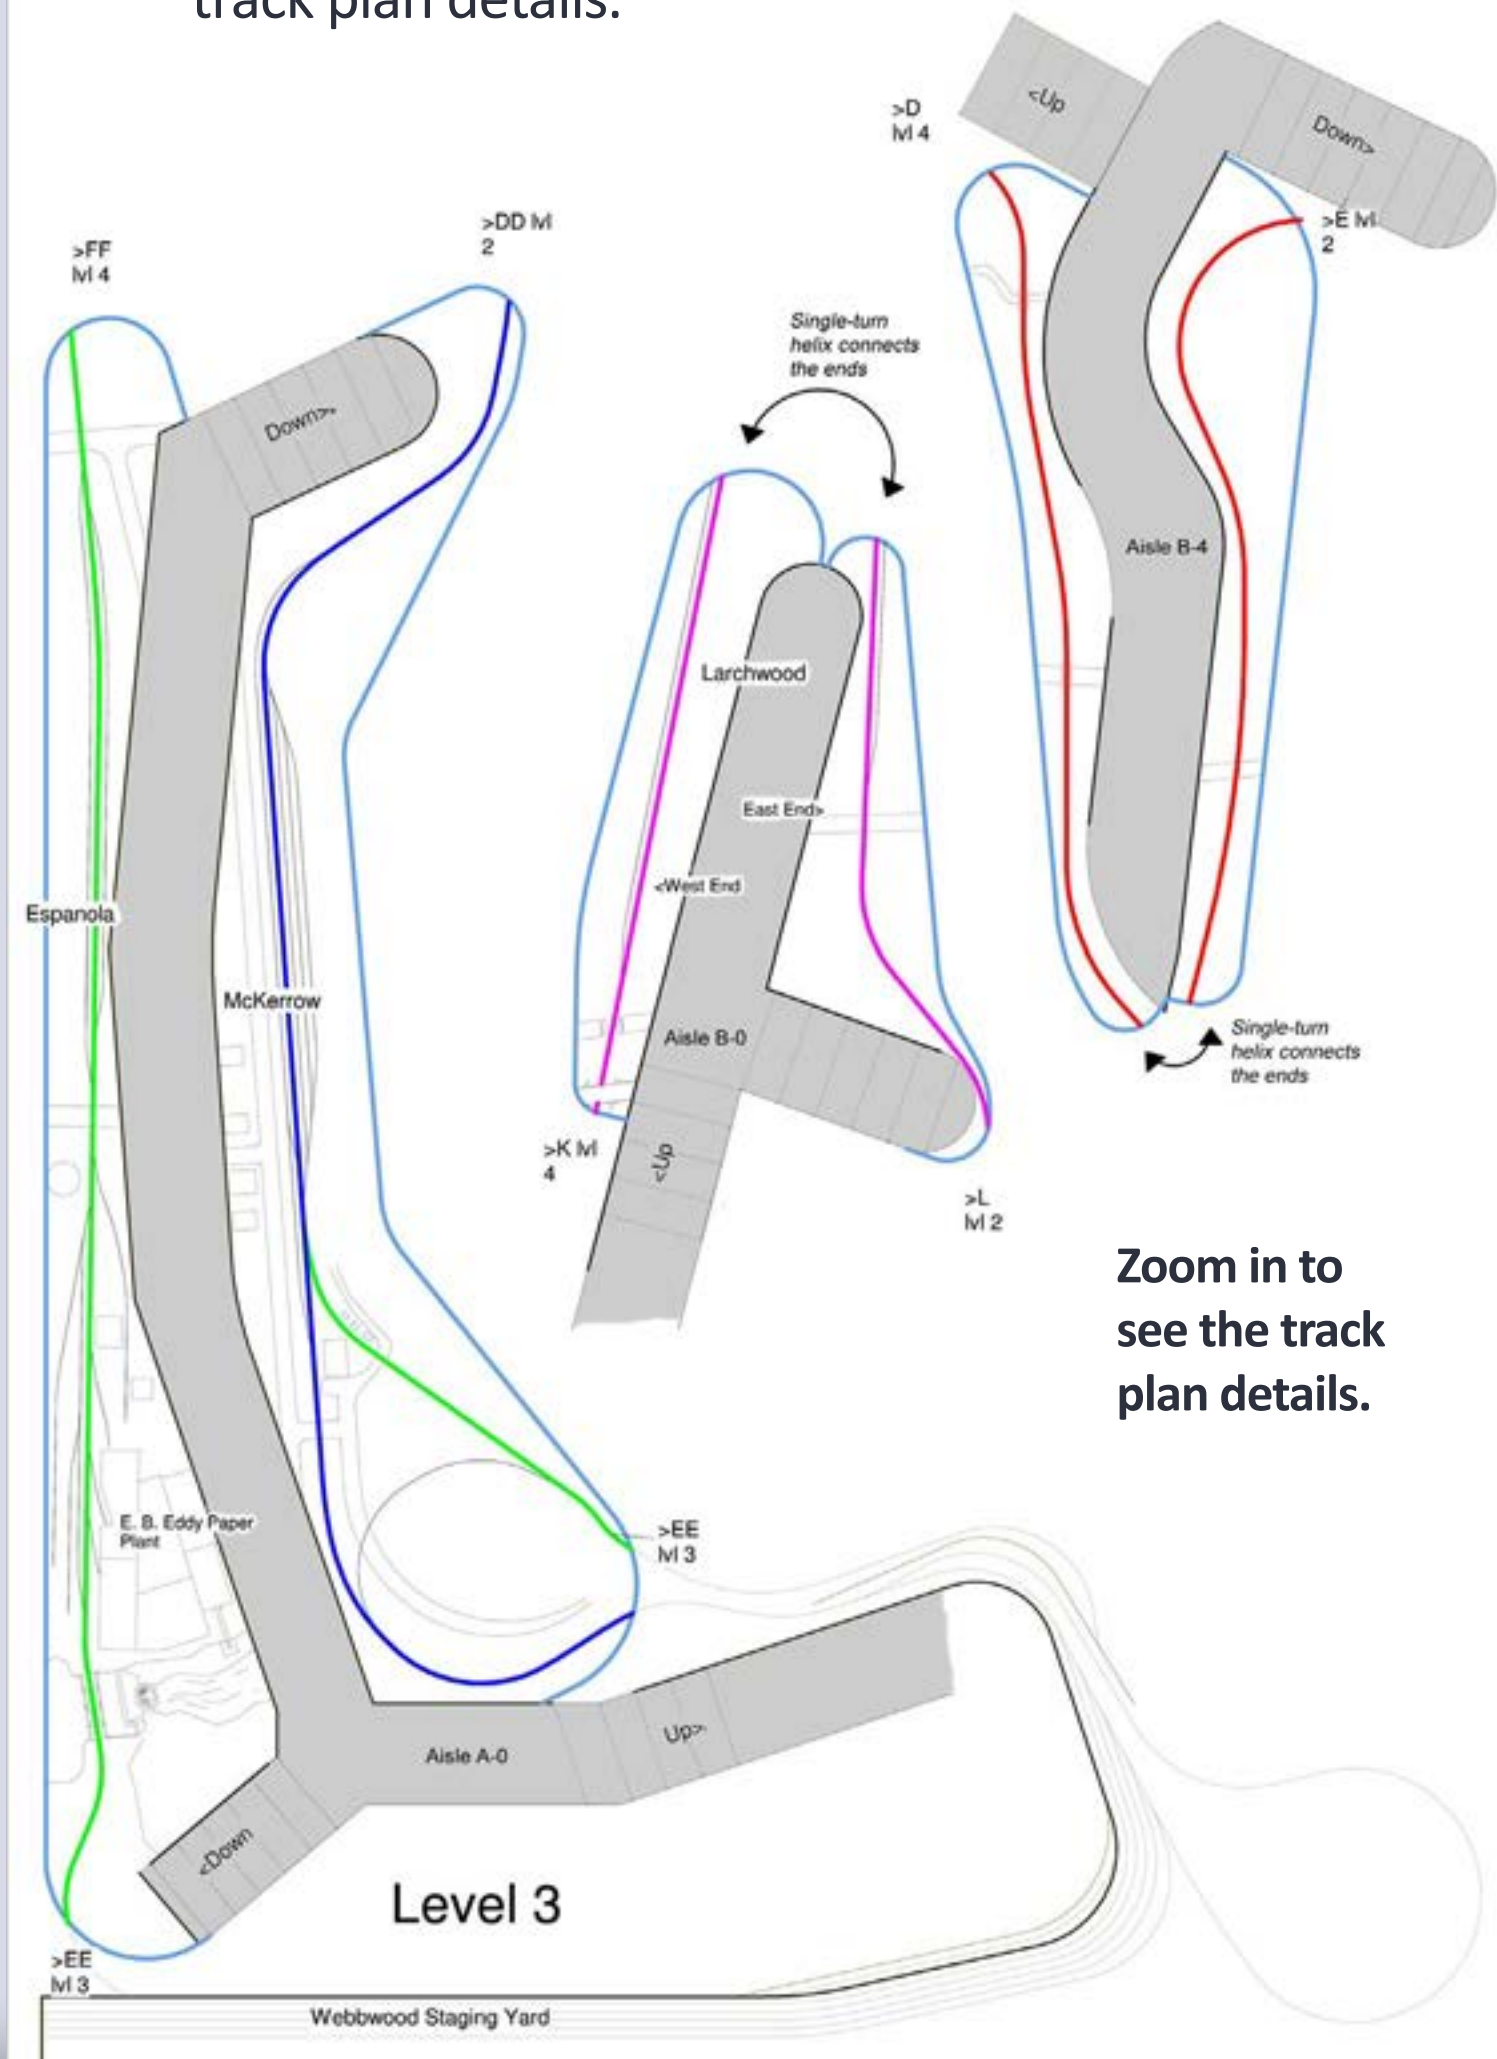 track plan details.
<Up
>D
lvl 4
Down>
>E lvl
2
>DD lvl
2
>FF
lvl 4
Single-turn
helix connects
the ends
Down>
Aisle B-4
Larchwood
East End>
<West End
Espanola
McKerrow
Aisle B-0
Single-turn
helix connects
the ends
>K lvl
4
<Up
>L
lvl 2
Zoom in to
see the track
plan details.
E. B. Eddy Paper
Plant
>EE
lvl 3
Up>
Aisle A-0
<Down
Level 3
>EE
lvl 3
Webbwood Staging Yard